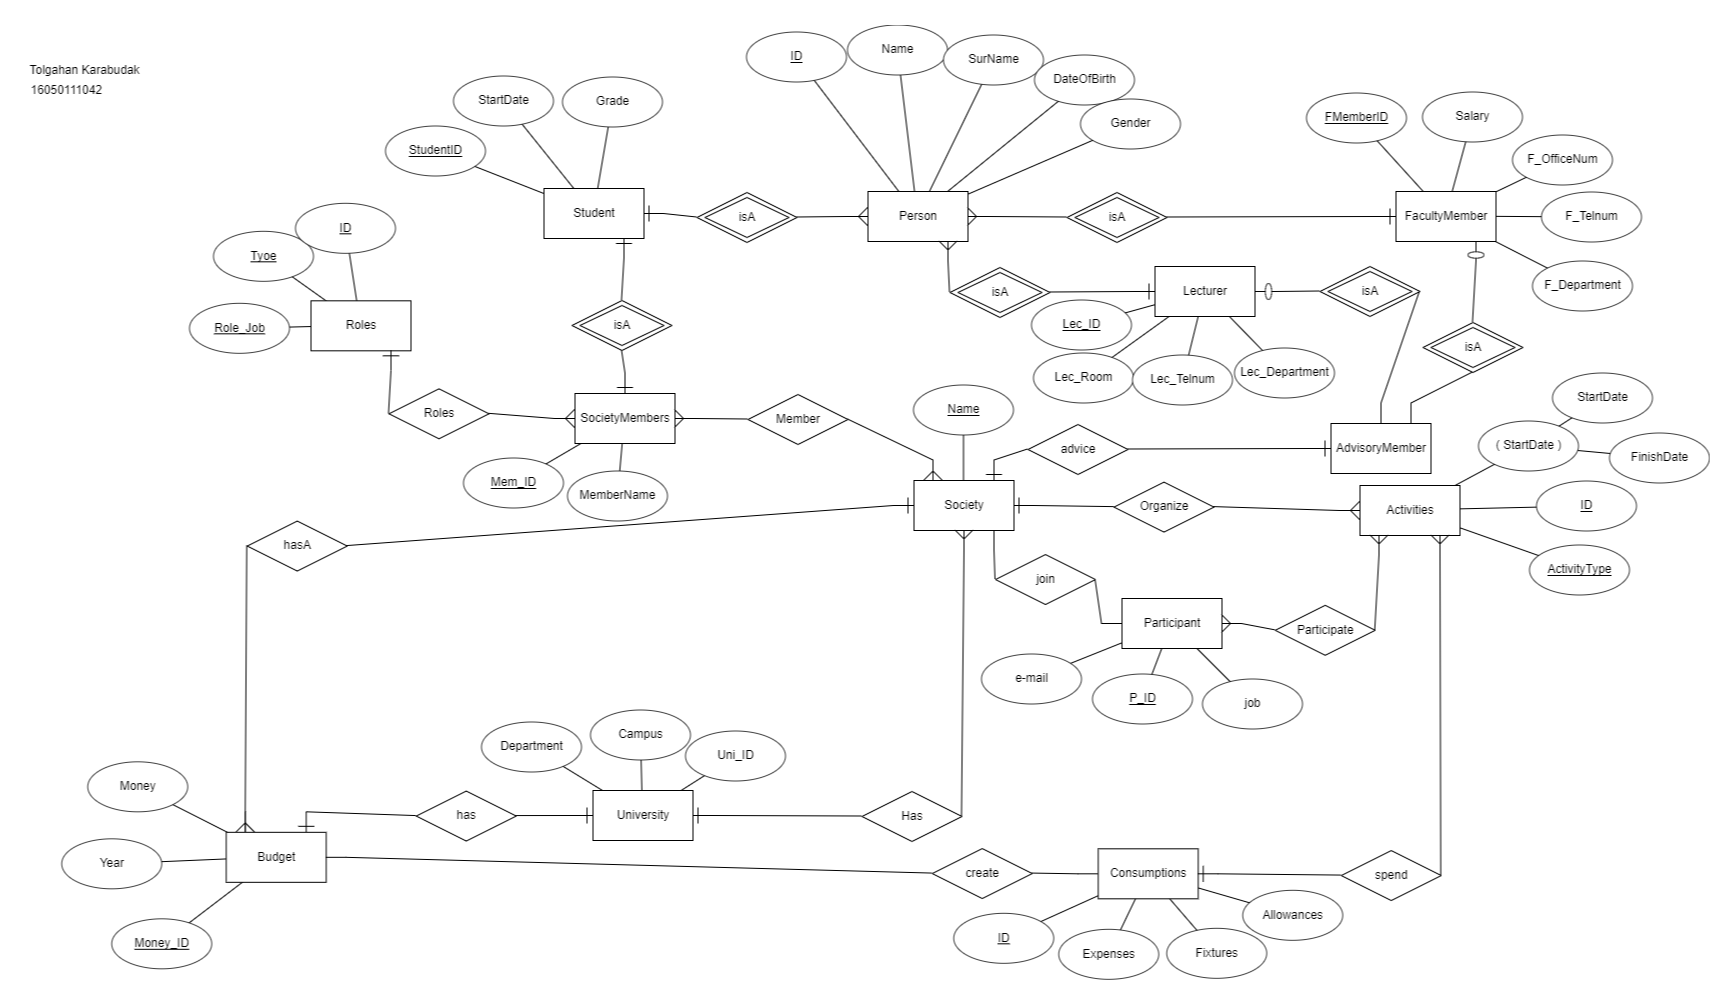 Tolgahan Karabudak
16050111042
ID
Name
SurName
DateOfBirth
Gender
StartDate
Grade
StudentID
FMemberID
Salary
F_OfficeNum
F_Telnum
F_Department
Student
isA
Person
isA
FacultyMember
ID
Tyoe
Role_Job
Roles
isA
isA
Lecturer
isA
isA
Lec_ID
Lec_Room
Lec_Telnum
Lec_Department
Roles
SocietyMembers
Member
Name
advice
AdvisoryMember
StartDate
( StartDate )
FinishDate
Mem_ID
MemberName
Society
Organize
Activities
ID
ActivityType
hasA
join
Participant
Participate
e-mail
P_ID
job
Department
Campus
Uni_ID
Money
Year
Money_ID
has
University
Has
Budget
create
Consumptions
spend
ID
Expenses
Fixtures
Allowances